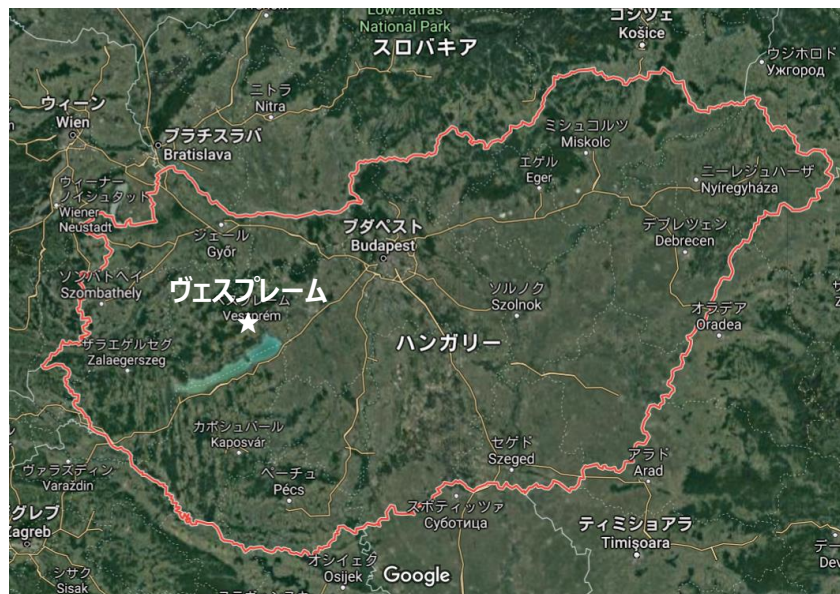 Low Tatras
National Park
コシツェ
Košice
スロバキア
ウジホロド
Ужгород
ニトラ
Nitra
ウィーン
Wien
ブラチスラバ
Bratislava
ミシュコルツ
Miskolc
エゲル
Eger
ニーレジュハーザ
Nyíregyháza
ウィーナー
ノイシュタット
Wiener
Neustadt
ジェール
Győr
ブダペスト
Budapest
デブレツェン
Debrecen
ソンバトヘイ
Szombathely
ヴェスプレーム
Veszprém
ソルノク
Szolnok
オラデア
Oradea
ザラエゲルセグ
Zalaegerszeg
ハンガリー
カポシュバール
Kaposvár
セゲド
Szeged
アラド
Arad
ヴァラズディン
Varaždin
ペーチュ
Pécs
スボティッツァ
Суботица
グレブ
Zagreb
ティミショアラ
Timișoara
オシイェク
Osijek
Google
シサク
Sisak
デー
Dev